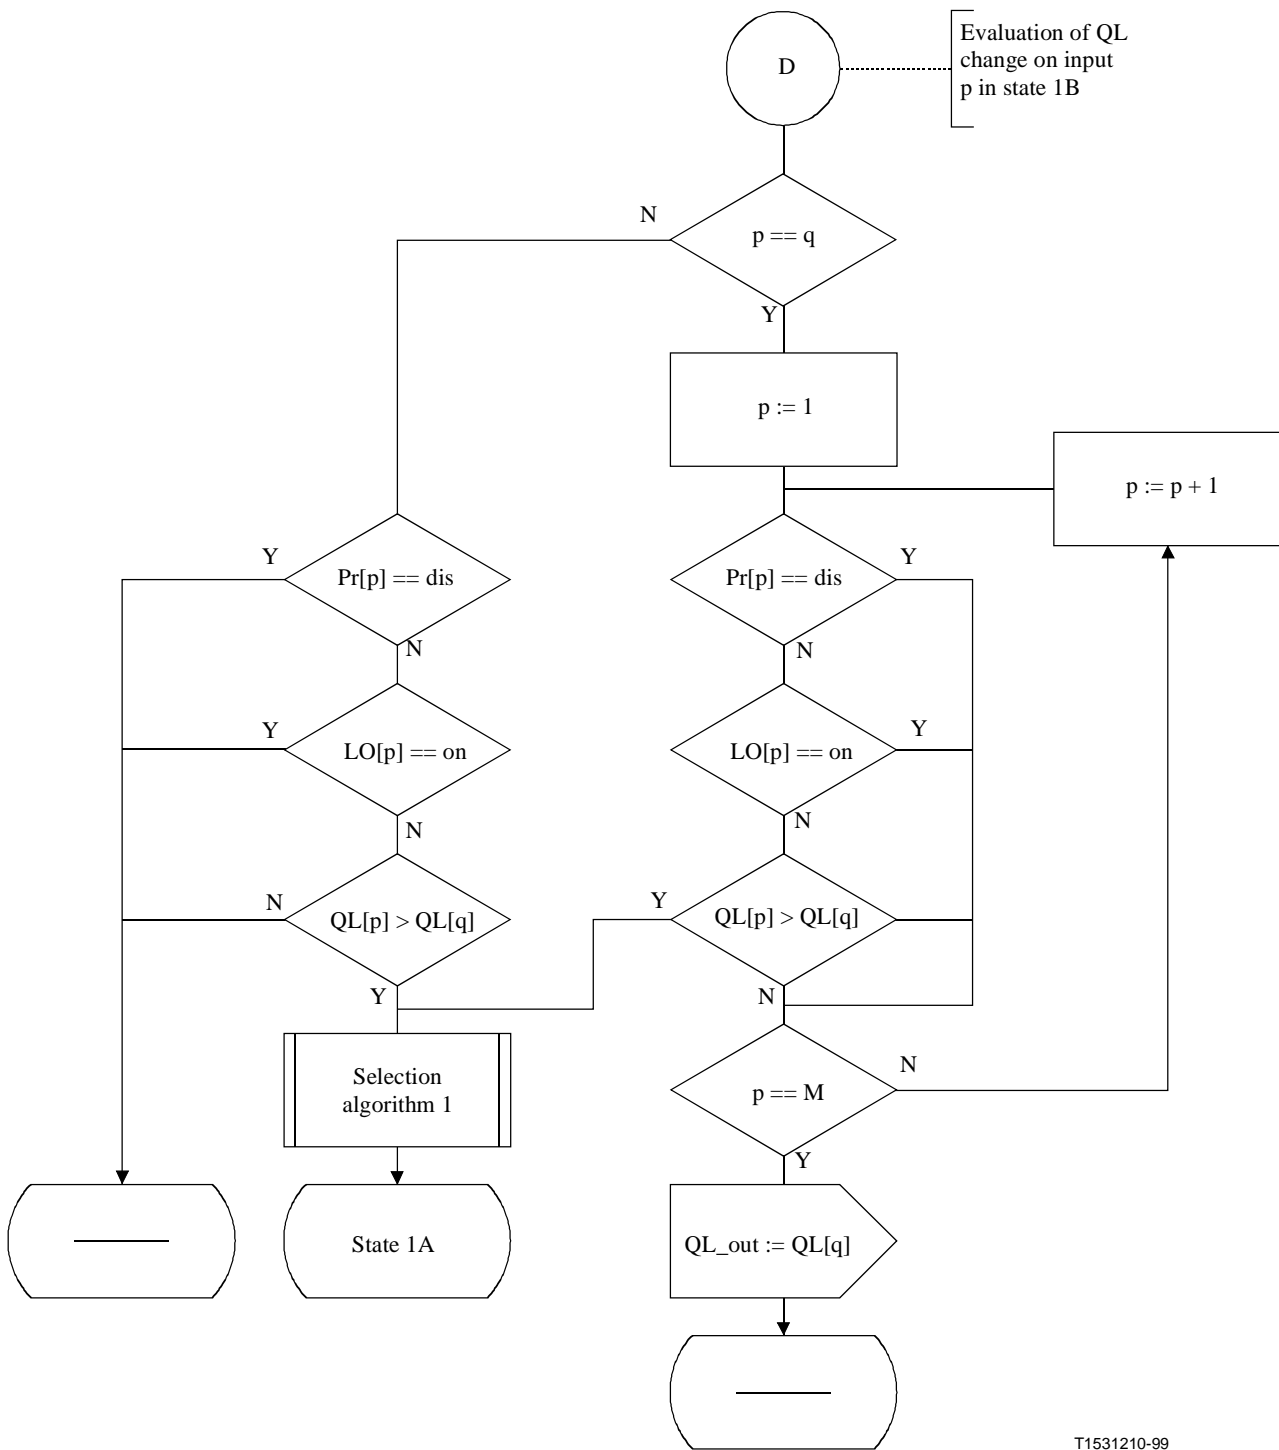 D
Evaluation of QL
change on input
p in state 1B
N
p == q
Y
p := 1
p := p + 1
Y
Pr[p] == dis
N
Pr[p] == dis
Y
N
Y
LO[p] == on
N
LO[p] == on
Y
N
N
QL[p] > QL[q]
Y
Y
QL[p] > QL[q]
N
Selection
algorithm 1
p == M
N
Y
State 1A
QL_out := QL[q]
T1531210-99